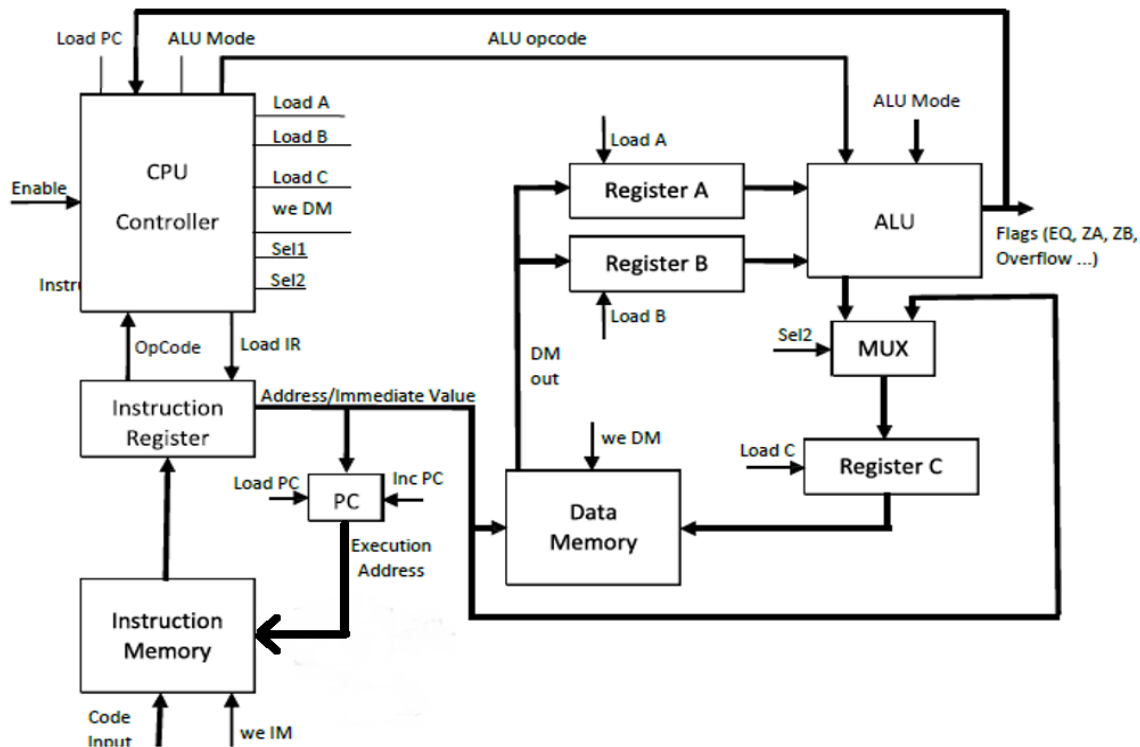 Load PC
ALU Mode
ALU opcode
Load A
Load B
Load C
we DM
Sel1
Sel2
CPU
Controller
Enable
Instru
OpCode
Load IR
Instruction
Register
Address/Immediate Value
Load PC
Inc PC
PC
Execution
Address
Instruction
Memory
Code
Input
we IM
Load A
Register A
Register B
Load B
DM
out
we DM
Data
Memory
ALU Mode
ALU
Flags (EQ, ZA, ZB,
Overflow ...)
Sel2
MUX
Load C
Register C